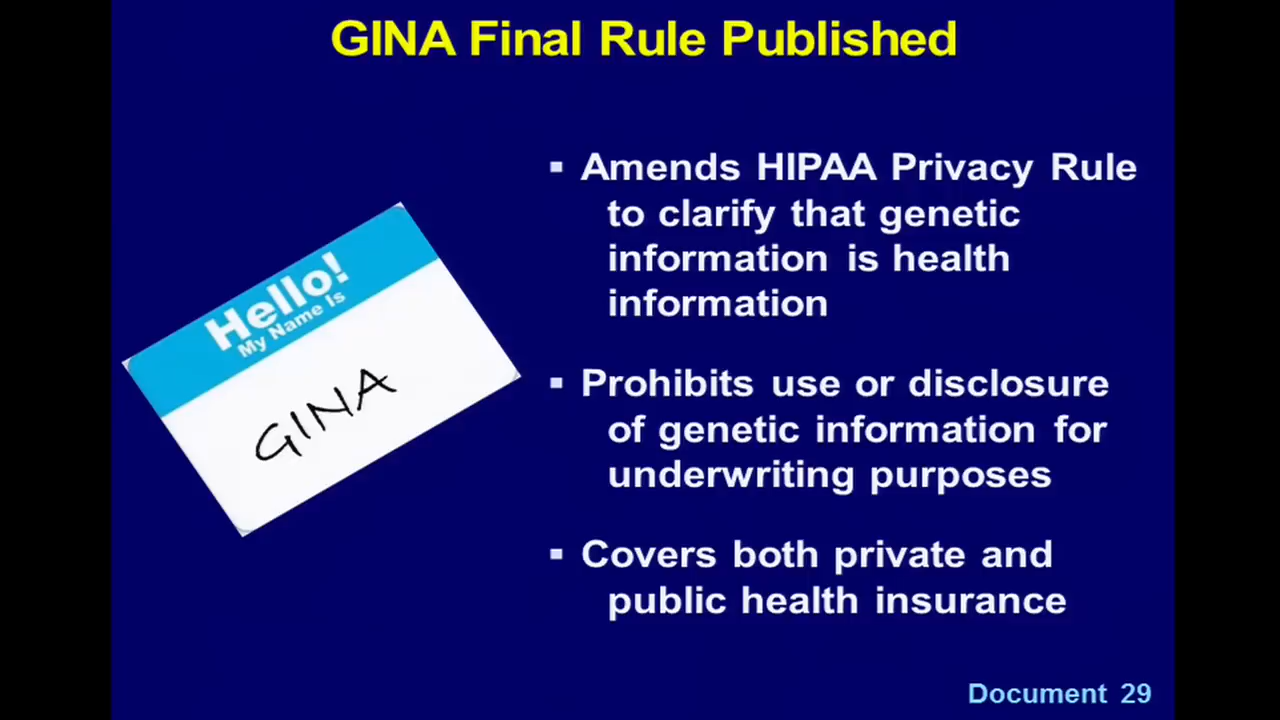 GINA Final Rule Published
Hello!
My Name Is
GINA
▪ Amends HIPAA Privacy Rule
to clarify that genetic
information is health
information
▪ Prohibits use or disclosure
of genetic information for
underwriting purposes
▪ Covers both private and
public health insurance
Document 29